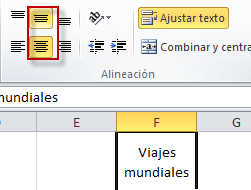 Ajustar texto
Combinar y centra
Alineación
mundiales
E F G
Viajes
mundiales